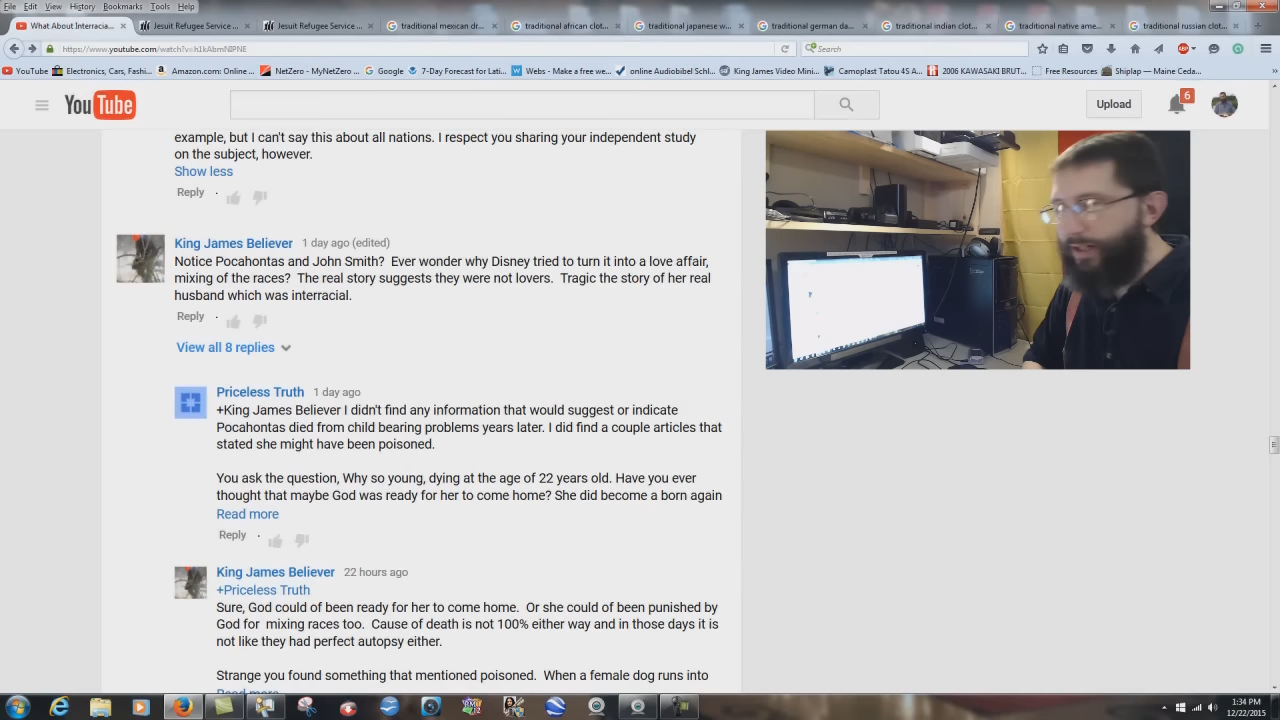 File Edit View History Bookmarks Tools Help
What About Interracia...
Jesuit Refugee Service ...
Jesuit Refugee Service ...
traditional mexican dr...
traditional african clot...
traditional japanese w...
traditional german da...
traditional indian clot...
traditional native ame...
traditional russian clot...
Search
YouTube
Electronics, Cars, Fashi...
Amazon.com: Online ...
NetZero - MyNetZero ...
Google
7-Day Forecast for Lati...
Webs - Make a free we...
online Audiobibel Schl...
King James Video Mini...
Camoplast Tatou 4S A...
2006 KAWASAKI BRUT...
Free Resources
Shiplap — Maine Ceda...
YouTube
Upload
6
example, but I can't say this about all nations. I respect you sharing your independent study
on the subject, however.
Show less
Reply ·
King James Believer 1 day ago (edited)
Notice Pocahontas and John Smith? Ever wonder why Disney tried to turn it into a love affair,
mixing of the races? The real story suggests they were not lovers. Tragic the story of her real
husband which was interracial.
Reply ·
View all 8 replies
Priceless Truth 1 day ago
+King James Believer I didn't find any information that would suggest or indicate
Pocahontas died from child bearing problems years later. I did find a couple articles that
stated she might have been poisoned.
You ask the question, Why so young, dying at the age of 22 years old. Have you ever
thought that maybe God was ready for her to come home? She did become a born again
Read more
Reply ·
King James Believer 22 hours ago
+Priceless Truth
Sure, God could of been ready for her to come home. Or she could of been punished by
God for mixing races too. Cause of death is not 100% either way and in those days it is
not like they had perfect autopsy either.
Strange you found something that mentioned poisoned. When a female dog runs into
Read more
1:34 PM
12/22/2015